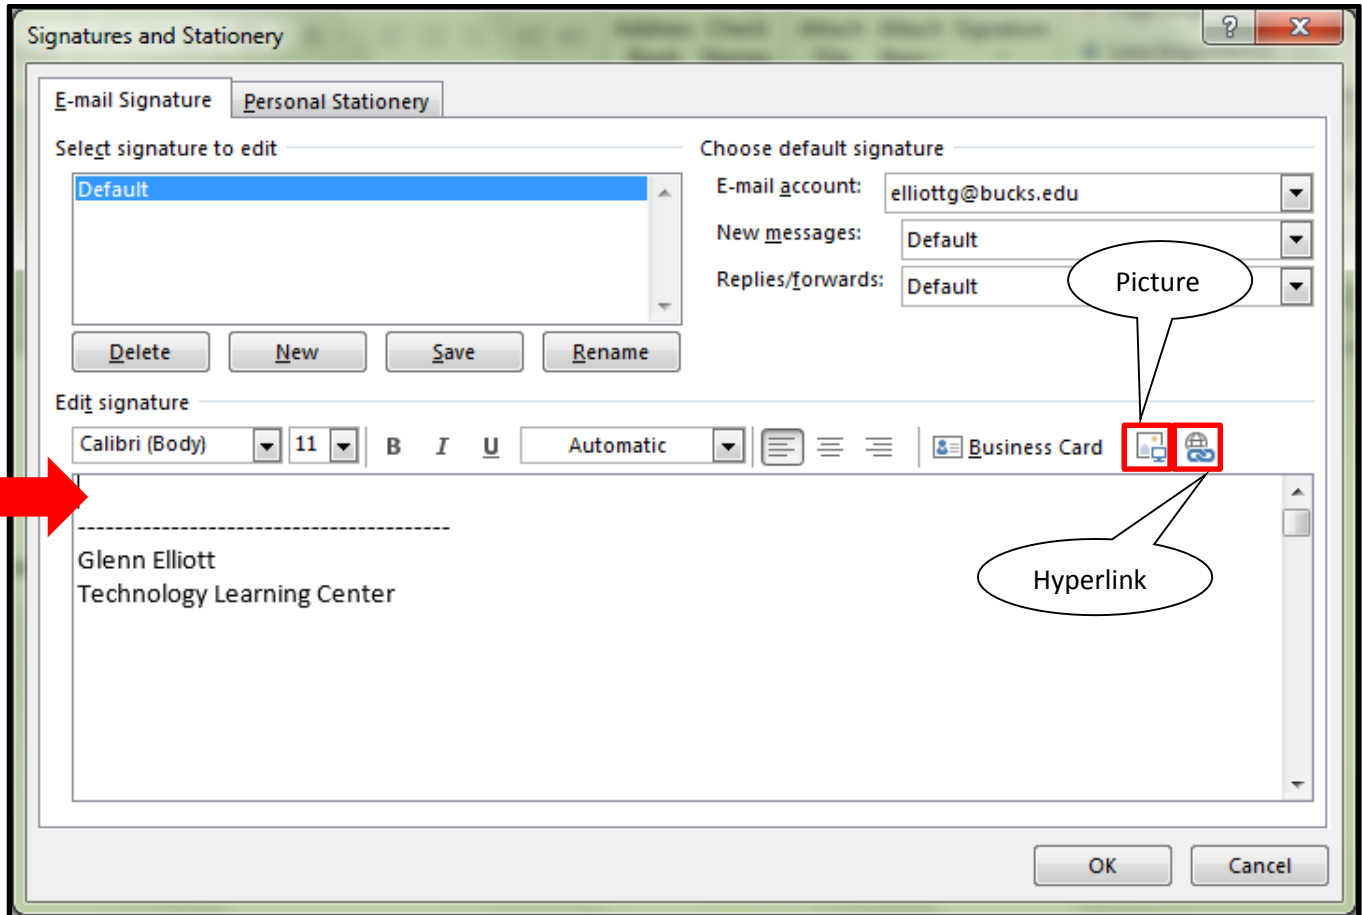 Signatures and Stationery
E-mail Signature
Personal Stationery
Select signature to edit
Choose default signature
Default
E-mail account:
elliottg@bucks.edu
New messages:
Default
Replies/forwards:
Default
Picture
Delete
New
Save
Rename
Edit signature
Calibri (Body)
11
B
I
U
Automatic
Business Card
----------------------------------------
Glenn Elliott
Technology Learning Center
Hyperlink
OK
Cancel